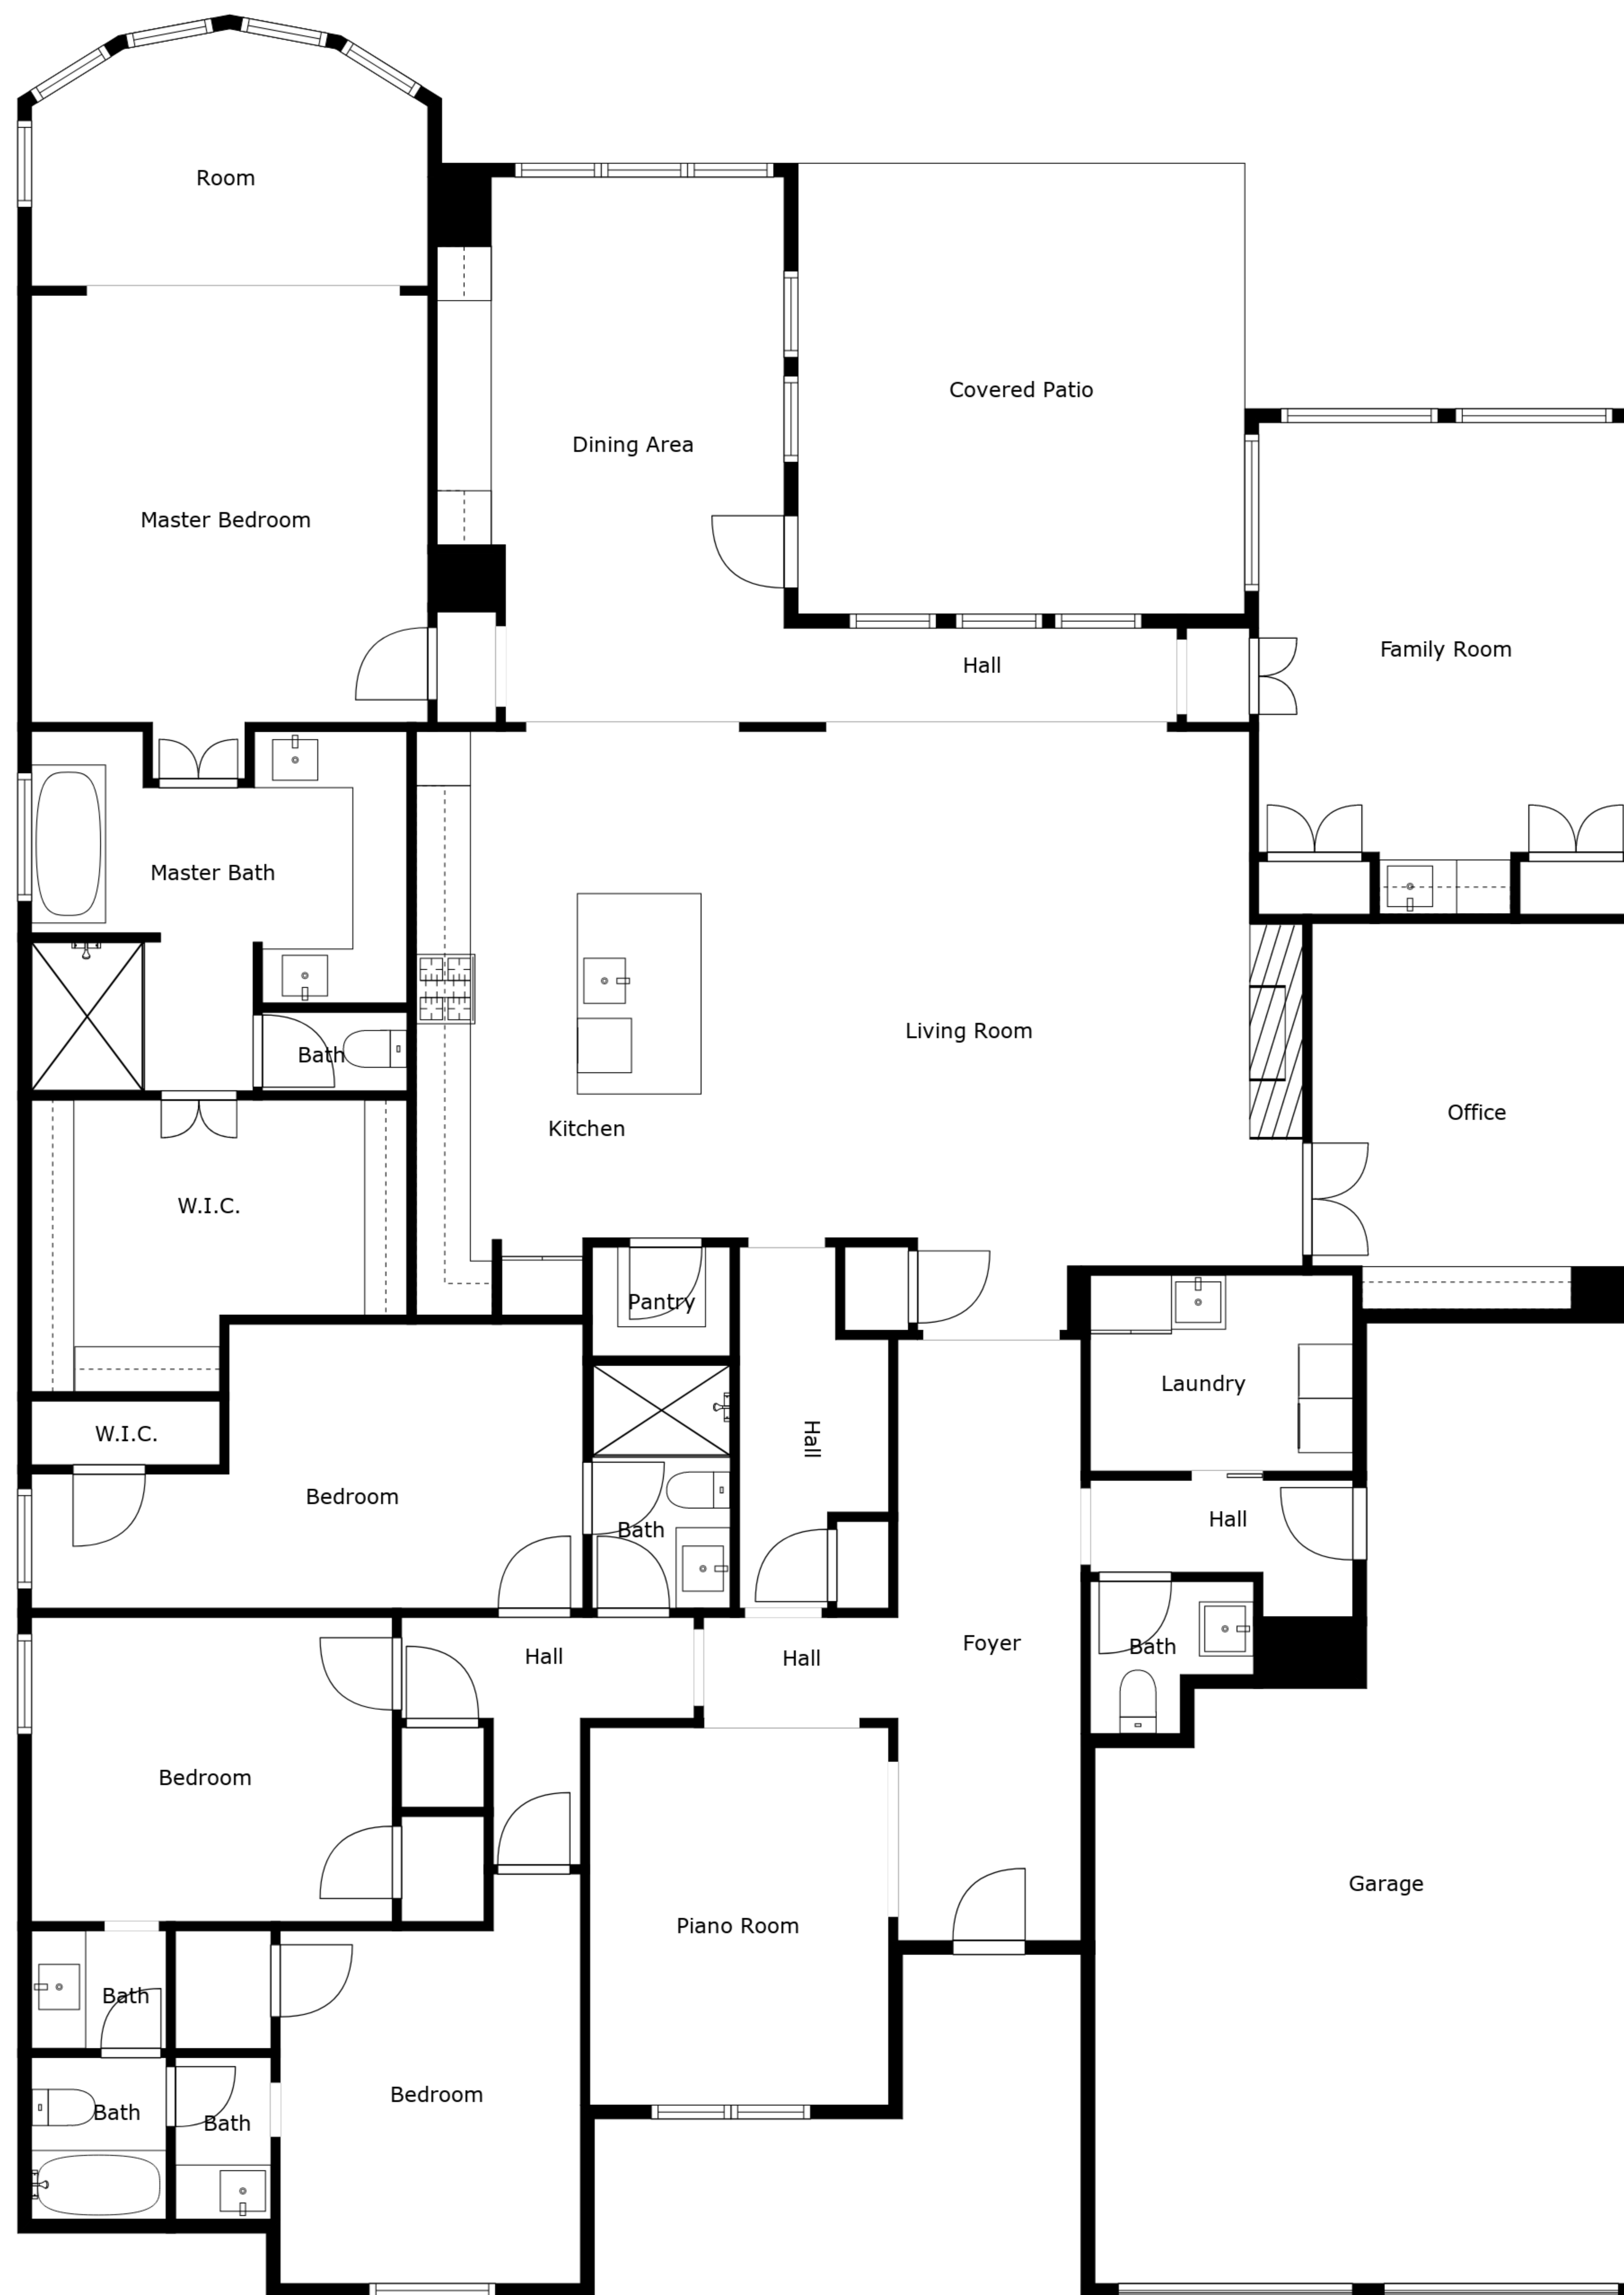 Room
Covered Patio
Dining Area
Master Bedroom
Family Room
Hall
Master Bath
Living Room
Bath
Office
Kitchen
W.I.C.
Pantry
Laundry
W.I.C.
Hall
Bedroom
Hall
Bath
Foyer
Bath
Hall
Hall
Bedroom
Garage
Piano Room
Bath
Bedroom
Bath
Bath